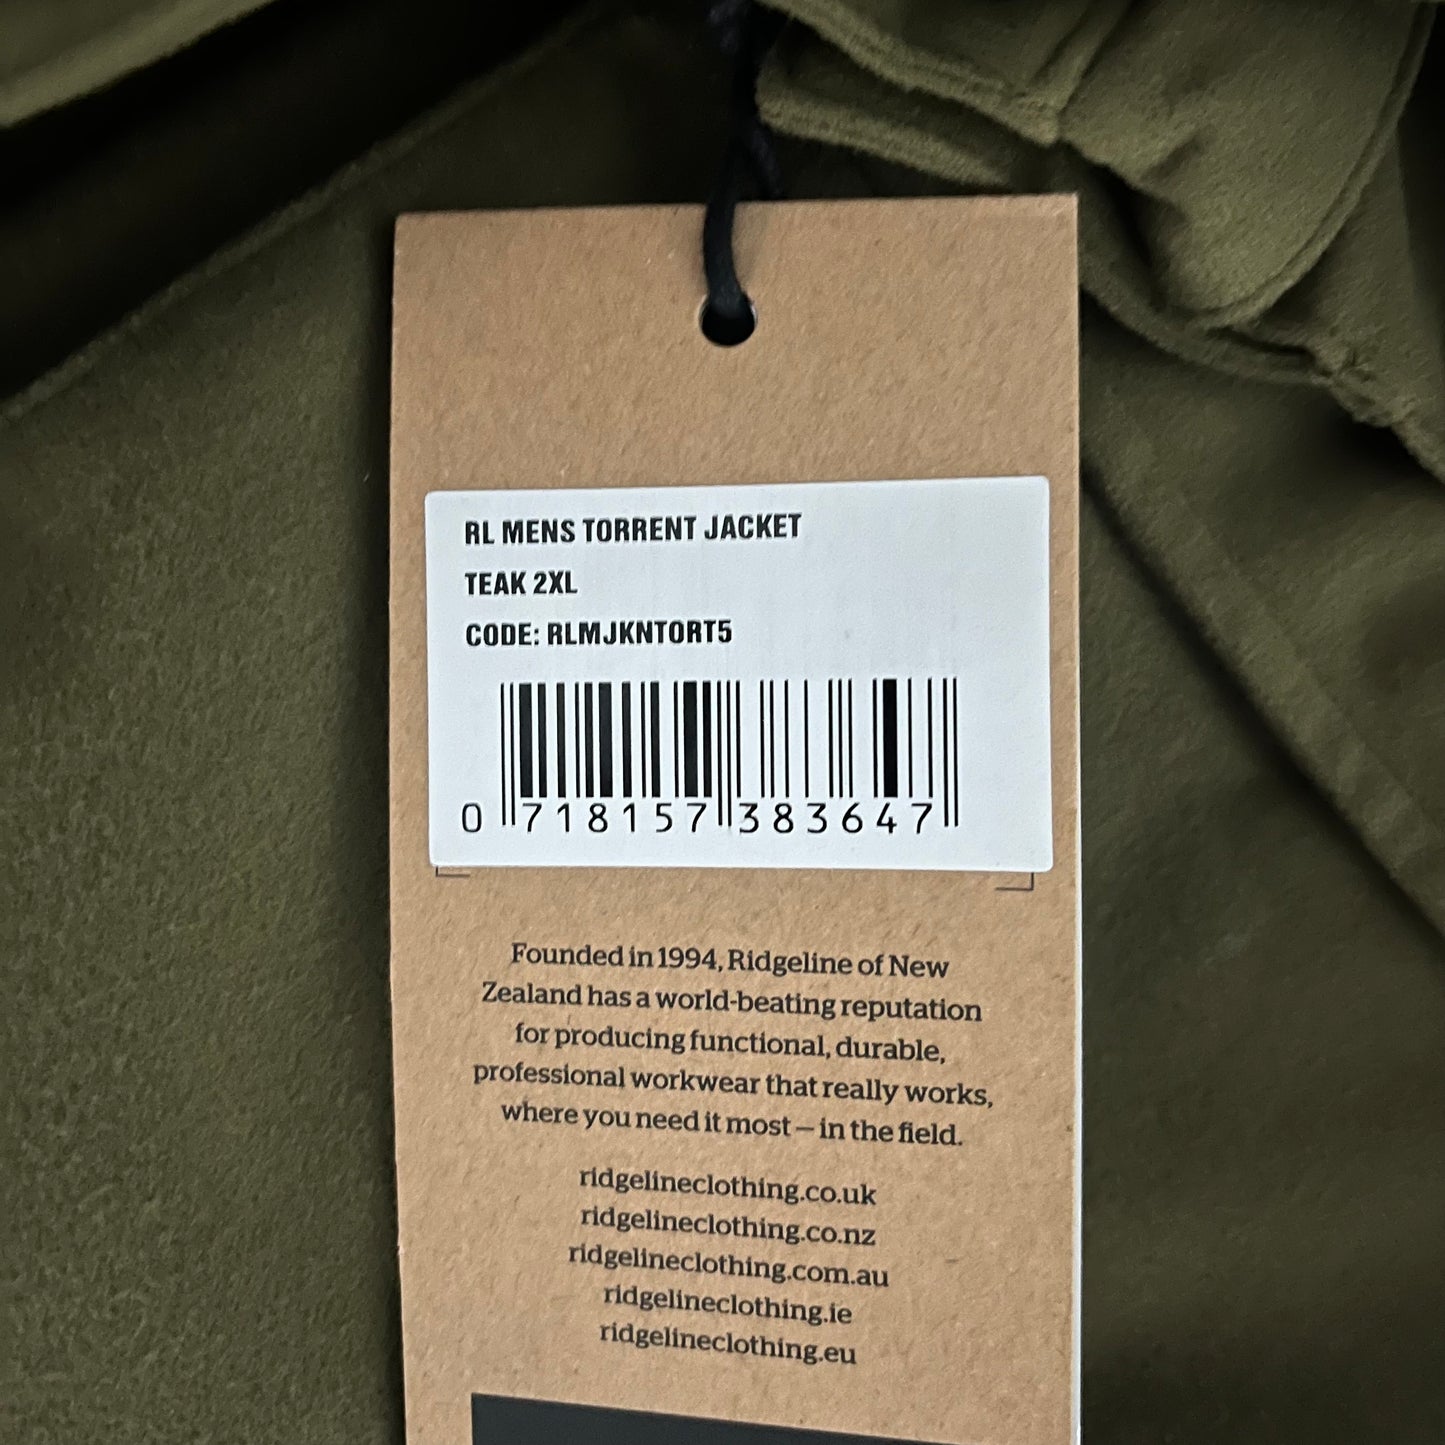 RL MENS TORRENT JACKET
TEAK 2XL
CODE: RLMJKNTORT5
0 718157 383647
Founded in 1994, Ridgeline of New
Zealand has a world-beating reputation
for producing functional, durable,
professional workwear that really works,
where you need it most – in the field.
ridgelineclothing.co.uk
ridgelineclothing.co.nz
ridgelineclothing.com.au
ridgelineclothing.ie
ridgelineclothing.eu